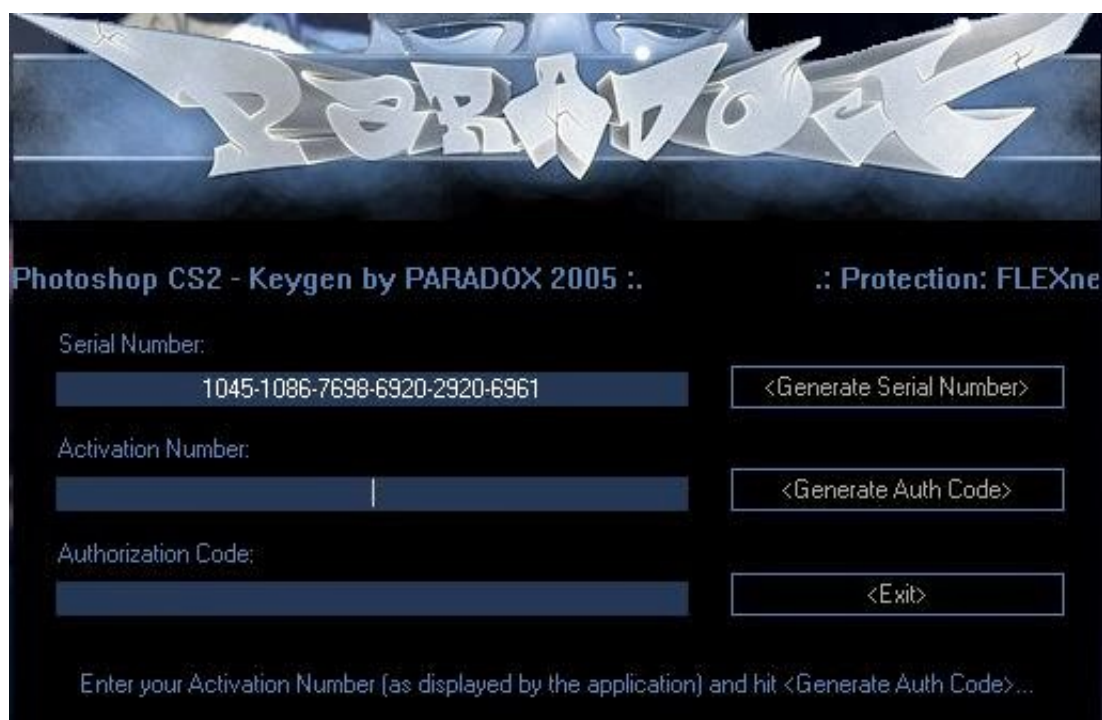 PARADOX
Photoshop CS2 - Keygen by PARADOX 2005 :. .: Protection: FLEXne
Serial Number:
1045-1086-7698-6920-2920-6961 <Generate Serial Number>
Activation Number:
<Generate Auth Code>
Authorization Code:
<Exit>
Enter your Activation Number (as displayed by the application) and hit <Generate Auth Code>...